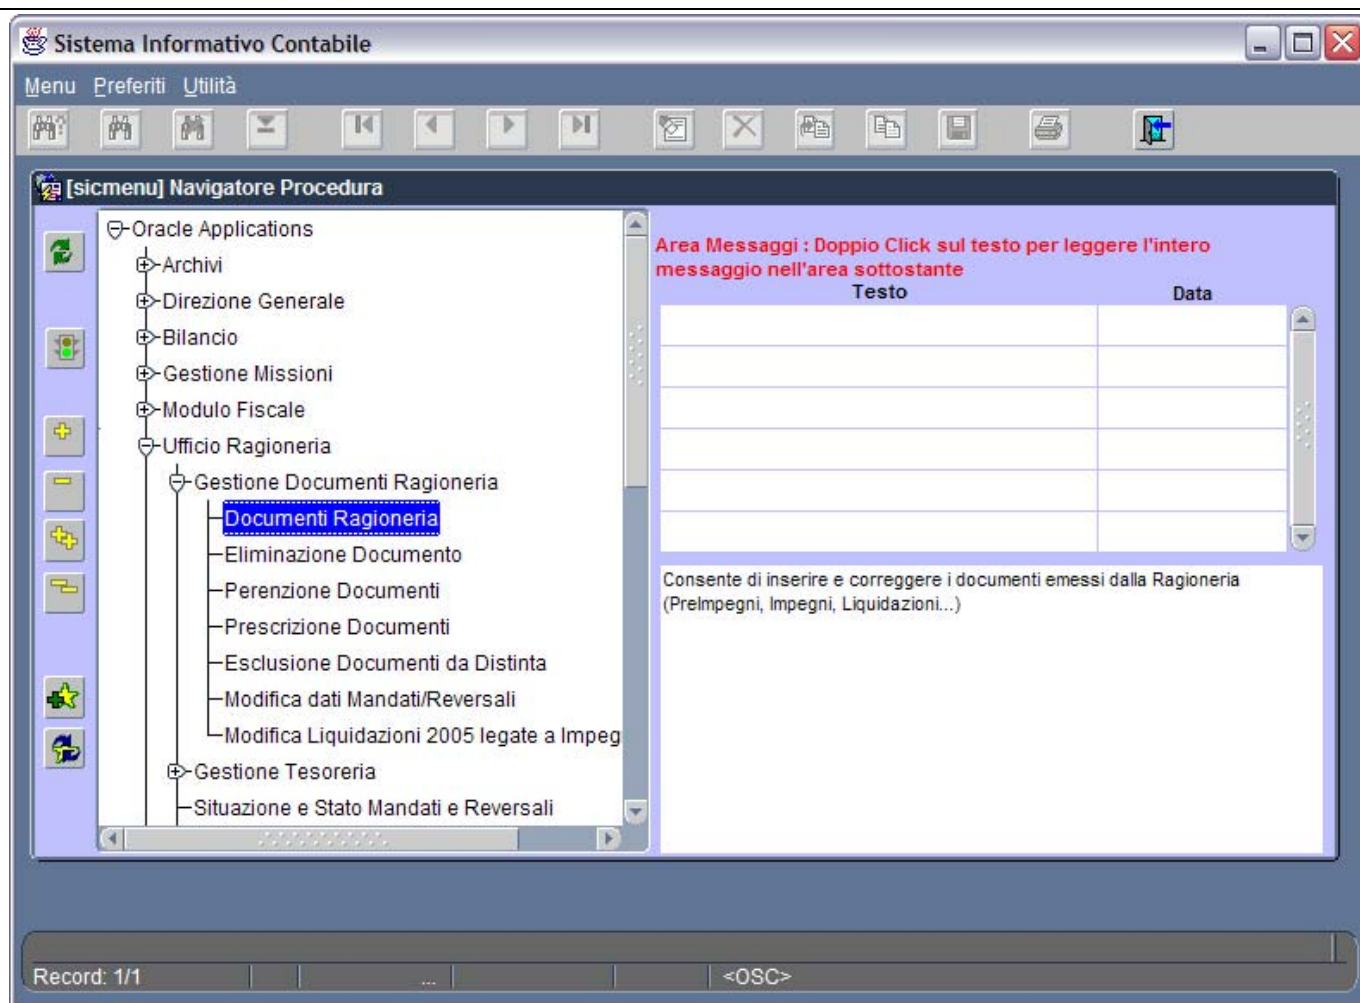 Sistema Informativo Contabile
Menu Preferiti Utilità
[sicmenu] Navigatore Procedura
Oracle Applications
Archivi
Direzione Generale
Bilancio
Gestione Missioni
Modulo Fiscale
Ufficio Ragioneria
Gestione Documenti Ragioneria
Documenti Ragioneria
Eliminazione Documento
Perenzione Documenti
Prescrizione Documenti
Esclusione Documenti da Distinta
Modifica dati Mandati/Reversali
Modifica Liquidazioni 2005 legate a Impeg
Gestione Tesoreria
Situazione e Stato Mandati e Reversali
Area Messaggi : Doppio Click sul testo per leggere l'intero
messaggio nell'area sottostante
Testo Data
Consente di inserire e correggere i documenti emessi dalla Ragioneria
(PreImpegni, Impegni, Liquidazioni...)
Record: 1/1 ... <OSC>